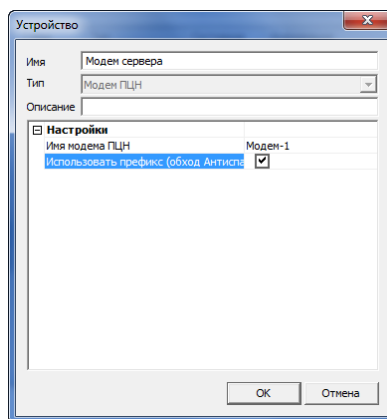 Устройство
Имя Модем сервера
Тип Модем ПЦН
Описание
Настройки
Имя модема ПЦН Модем-1
Использовать префикс (обход Антиспа
OK Отмена